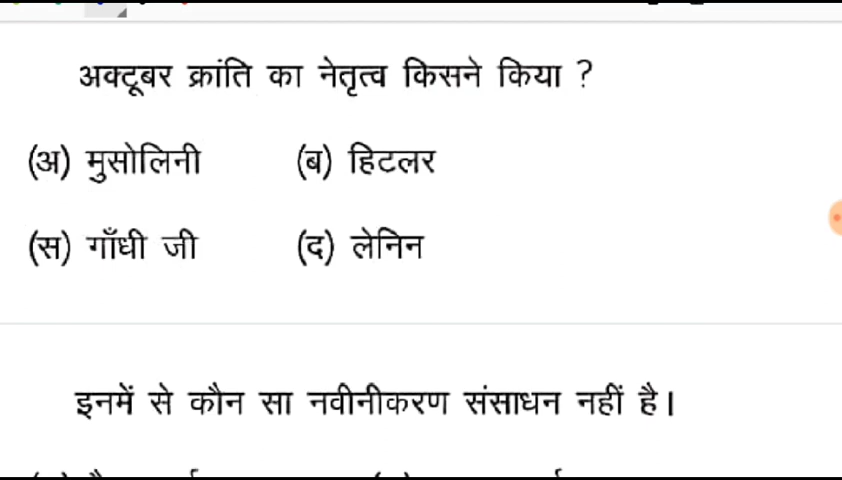 अक्टूबर क्रांति का नेतृत्व किसने किया ?
(अ) मुसोलिनी (ब) हिटलर
(स) गाँधी जी (द) लेनिन
इनमें से कौन सा नवीनीकरण संसाधन नहीं है।